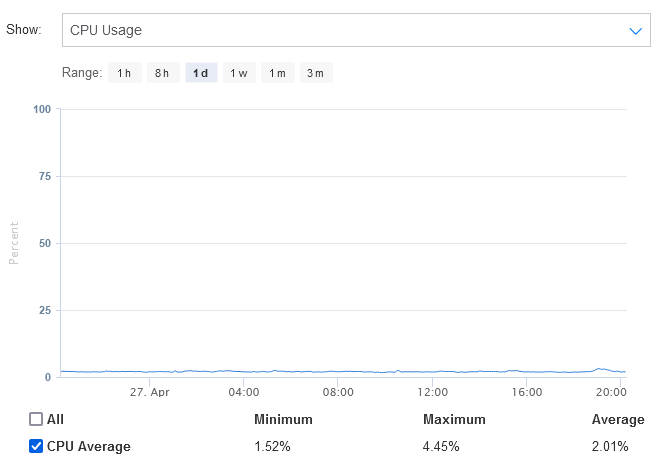 Show: CPU Usage
Range: 1 h 8 h 1 d 1 w 1 m 3 m
100
75
50
25
0
Percent
27. Apr 04:00 08:00 12:00 16:00 20:00
All Minimum Maximum Average
CPU Average 1.52% 4.45% 2.01%